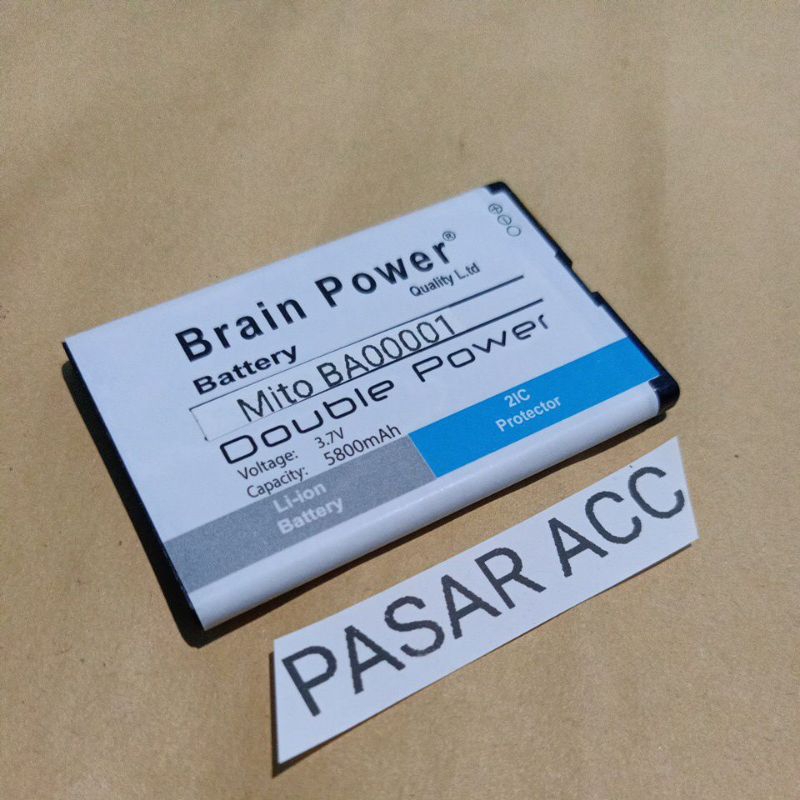 Brain Power®
Quality L.td
Battery
Mito BA00001
Double Power
Voltage: 3.7V
Capacity: 5800mAh
Li-ion
Battery
2IC
Protector
PASAR ACC